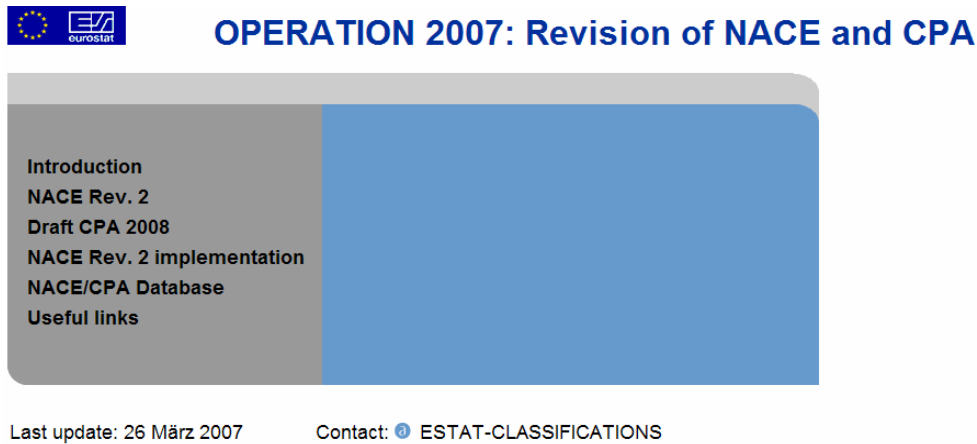 eurostat
OPERATION 2007: Revision of NACE and CPA
Introduction
NACE Rev. 2
Draft CPA 2008
NACE Rev. 2 implementation
NACE/CPA Database
Useful links
Last update: 26 März 2007 Contact: @ ESTAT-CLASSIFICATIONS